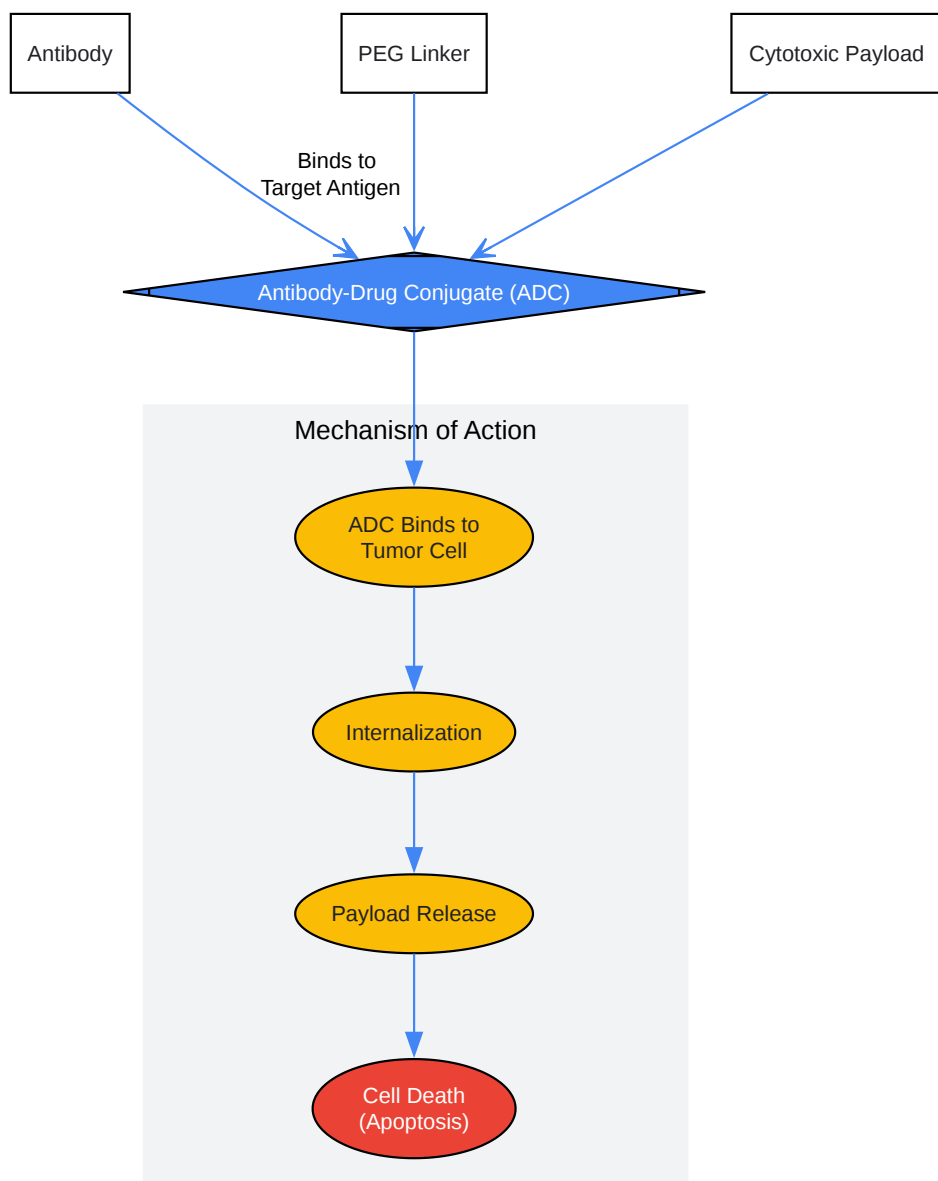 Antibody
PEG Linker
Cytotoxic Payload
Binds to
Target Antigen
Antibody-Drug Conjugate (ADC)
Mechanism of Action
ADC Binds to
Tumor Cell
Internalization
Payload Release
Cell Death
(Apoptosis)